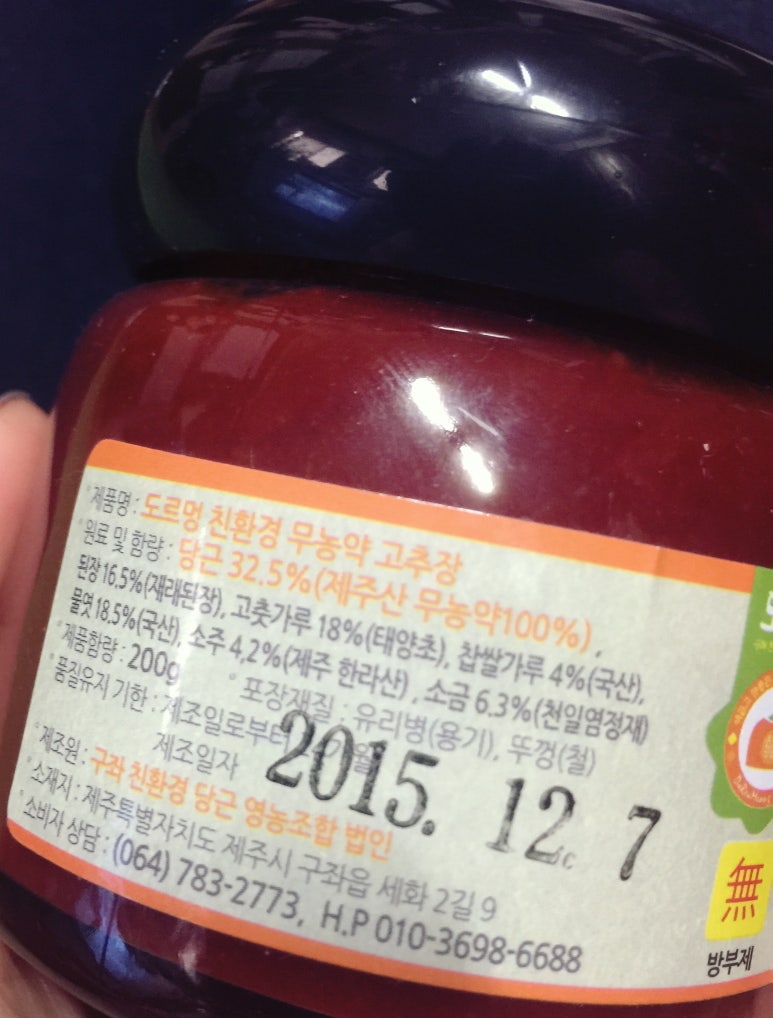 °제품명 : 도르멍 친환경 무농약 고추장
°원료 및 함량 : 당근 32.5%(제주산 무농약100%),
된장16.5%(재래된장), 고춧가루 18%(태양초), 찹쌀가루 4%(국산),
물엿18.5%(국산), 소주 4,2%(제주 한라산), 소금 6.3%(천일염정재)
°제품함량 : 200g °포장재질 : 유리병(용기), 뚜껑(철)
°품질유지 기한 : 제조일로부터 월
제조일자 2015. 12. 7
°제조원 : 구좌 친환경 당근 영농조합 법인
°소재지 : 제주특별자치도 제주시 구좌읍 세화 2길 9
°소비자 상담 : (064) 783-2773, H.P 010-3698-6688
無
방부제